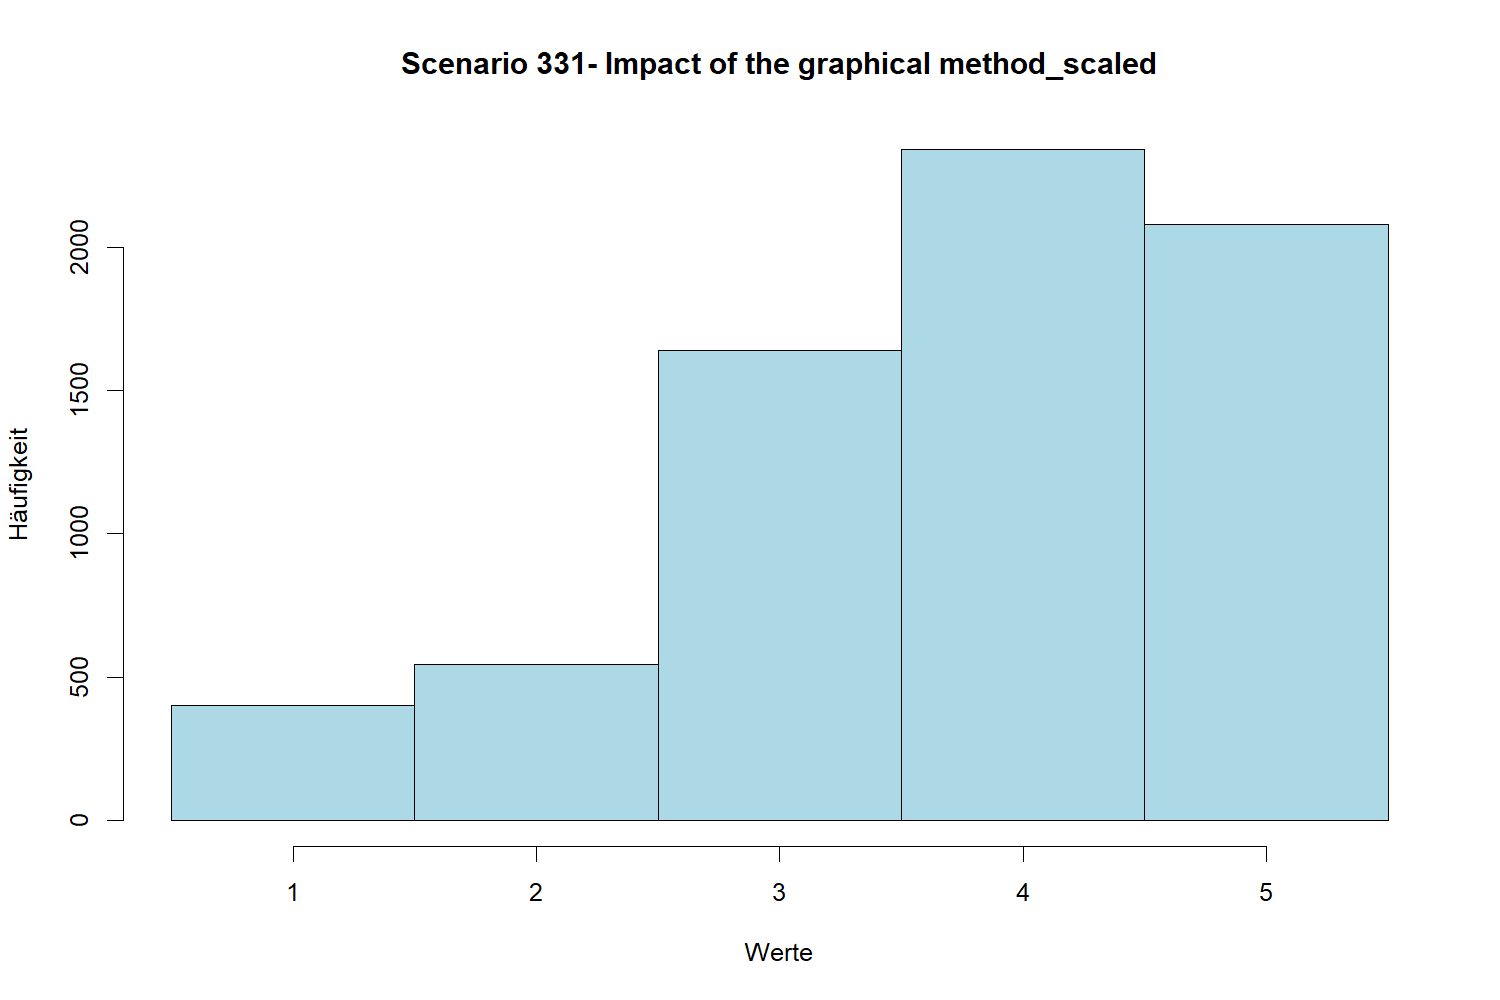 Scenario 331- Impact of the graphical method_scaled
Häufigkeit
2000
1500
1000
500
0
1 2 3 4 5
Werte